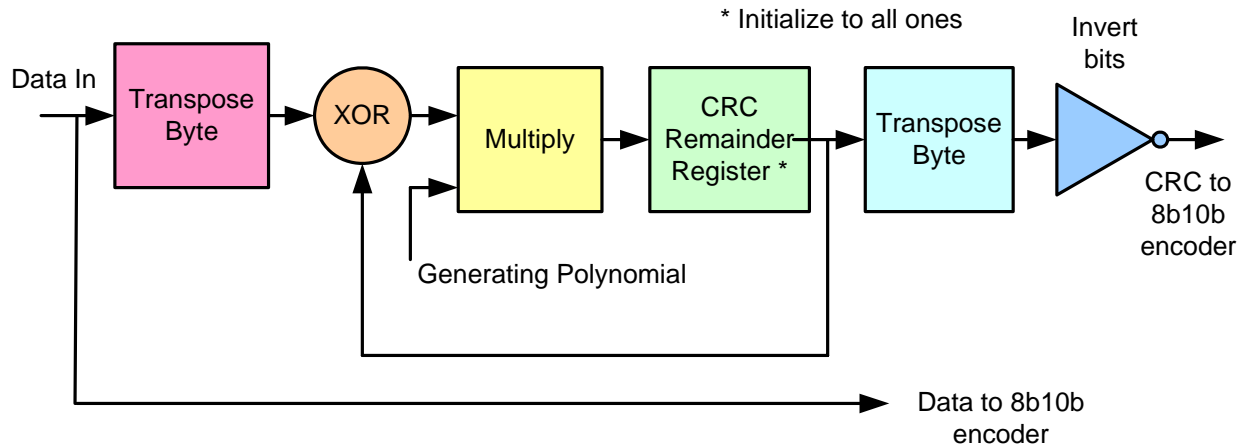 * Initialize to all ones
Invert
bits
Data In
Transpose
Byte
XOR
Multiply
CRC
Remainder
Register *
Transpose
Byte
CRC to
8b10b
encoder
Generating Polynomial
Data to 8b10b
encoder